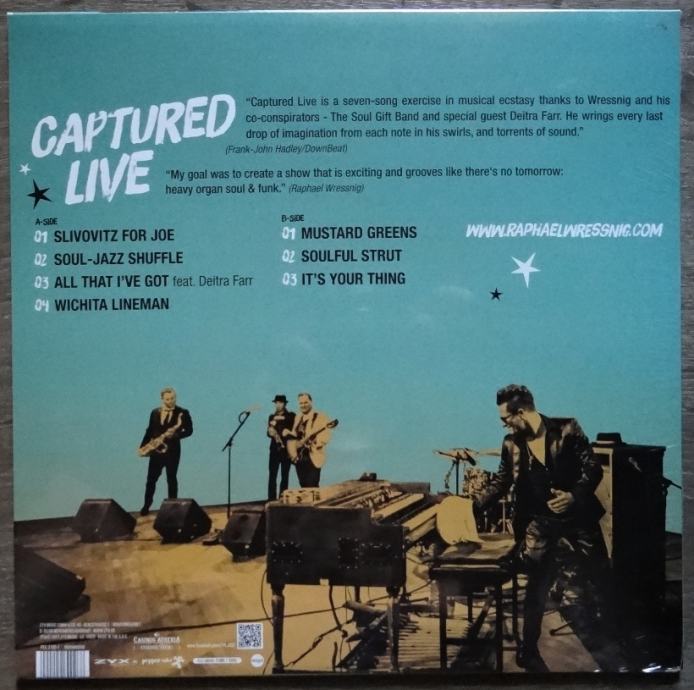 CAPTURED
LIVE
"Captured Live is a seven-song exercise in musical ecstasy thanks to Wressnig and his
co-conspirators - The Soul Gift Band and special guest Deitra Farr. He wrings every last
drop of imagination from each note in his swirls, and torrents of sound."
(Frank-John Hadley/DownBeat)
"My goal was to create a show that is exciting and grooves like there's no tomorrow:
heavy organ soul & funk." (Raphael Wressnig)
A-SIDE
01 SLIVOVITZ FOR JOE
02 SOUL-JAZZ SHUFFLE
03 ALL THAT I'VE GOT feat. Deitra Farr
04 WICHITA LINEMAN
B-SIDE
01 MUSTARD GREENS
02 SOULFUL STRUT
03 IT'S YOUR THING
WWW.RAPHAELWRESSNIG.COM
CASINOS AUSTRIA
ZYX
pepper cake